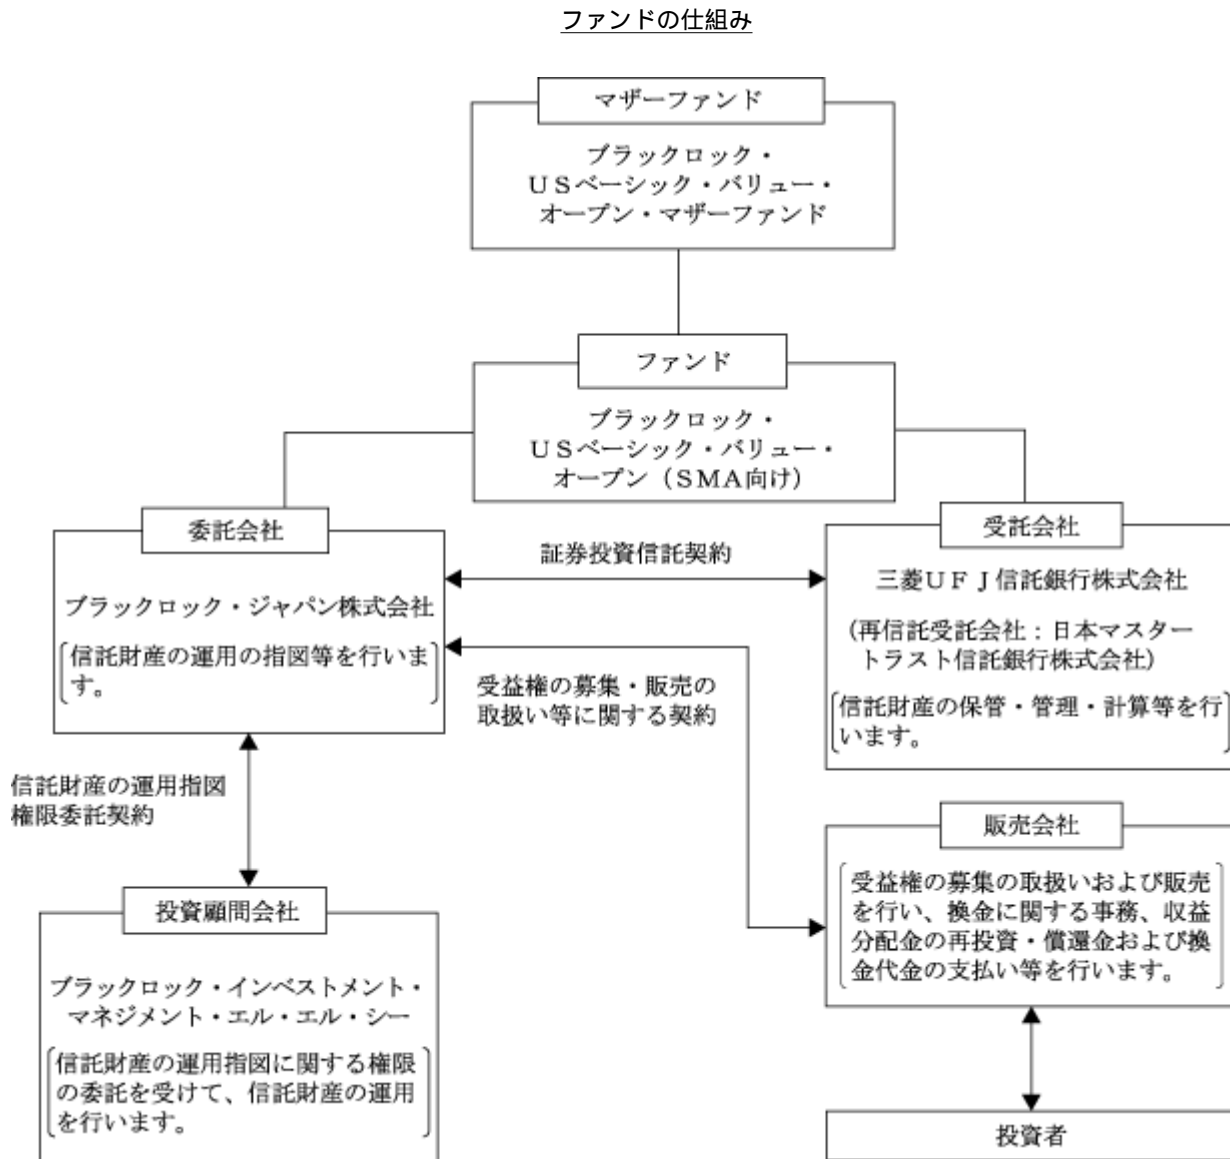 ファンドの仕組み
マザーファンド
ブラックロック・
ＵＳベーシック・バリュー・
オープン・マザーファンド
ファンド
ブラックロック・
ＵＳベーシック・バリュー・
オープン（ＳＭＡ向け）
委託会社
ブラックロック・ジャパン株式会社
信託財産の運用の指図等を行いま
す。
証券投資信託契約
受益権の募集・販売の
取扱い等に関する契約
受託会社
三菱ＵＦＪ信託銀行株式会社
（再信託受託会社：日本マスター
トラスト信託銀行株式会社）
信託財産の保管・管理・計算等を行
います。
信託財産の運用指図
権限委託契約
販売会社
受益権の募集の取扱いおよび販売
を行い、換金に関する事務、収益
分配金の再投資・償還金および換
金代金の支払い等を行います。
投資顧問会社
ブラックロック・インベストメント・
マネジメント・エル・エル・シー
信託財産の運用指図に関する権限
の委託を受けて、信託財産の運用
を行います。
投資者